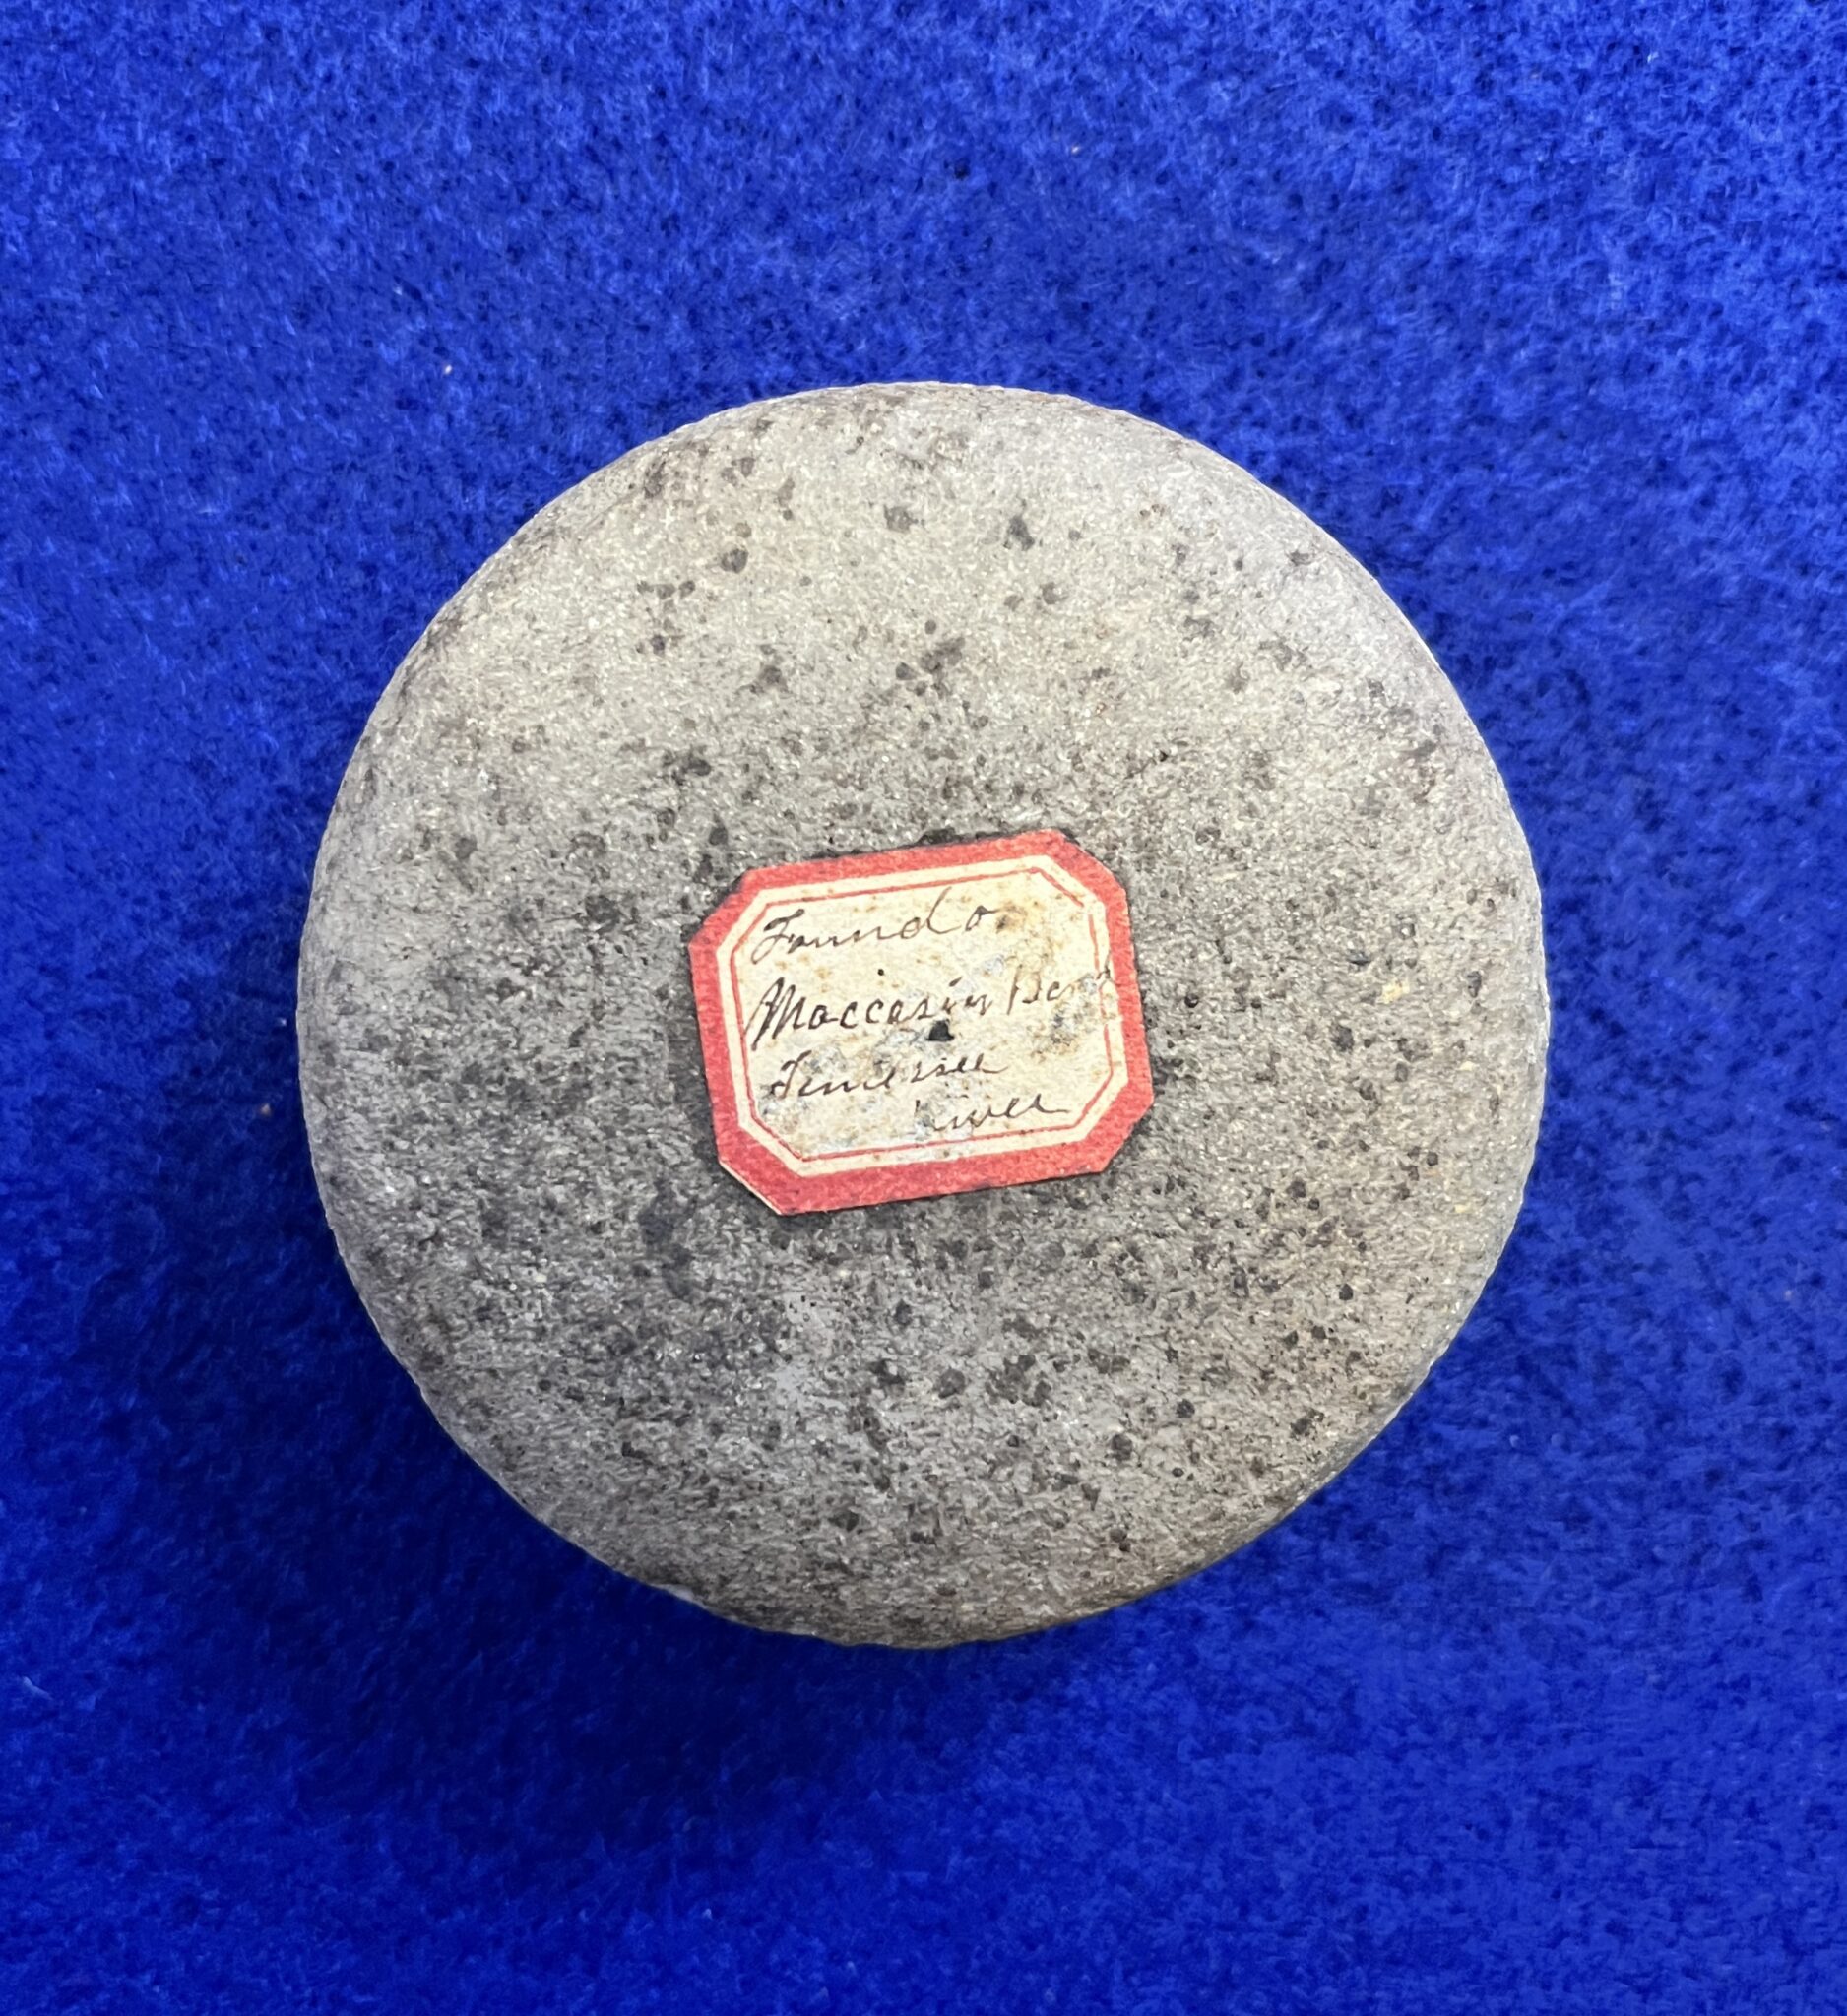 Found o
Moccasin Bend
Tennessee
River